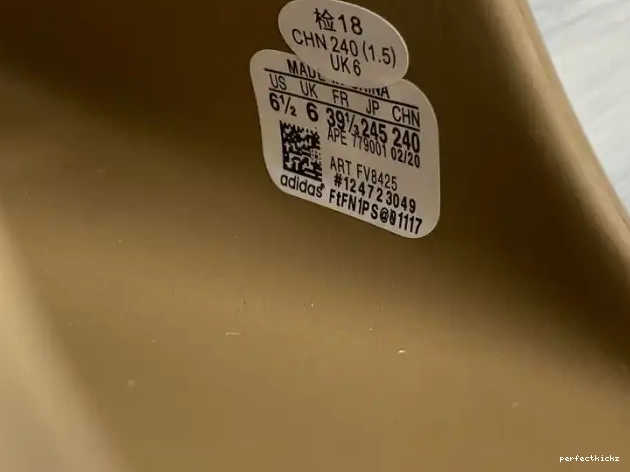 检18
CHN 240 (1.5)
UK6
MADE IN CHINA
US UK FR JP CHN
6½ 6 39⅓ 245 240
APE 779001 02/20
ART FV8425
#124723049
adidas FtFN1PS@01117
perfectkickz